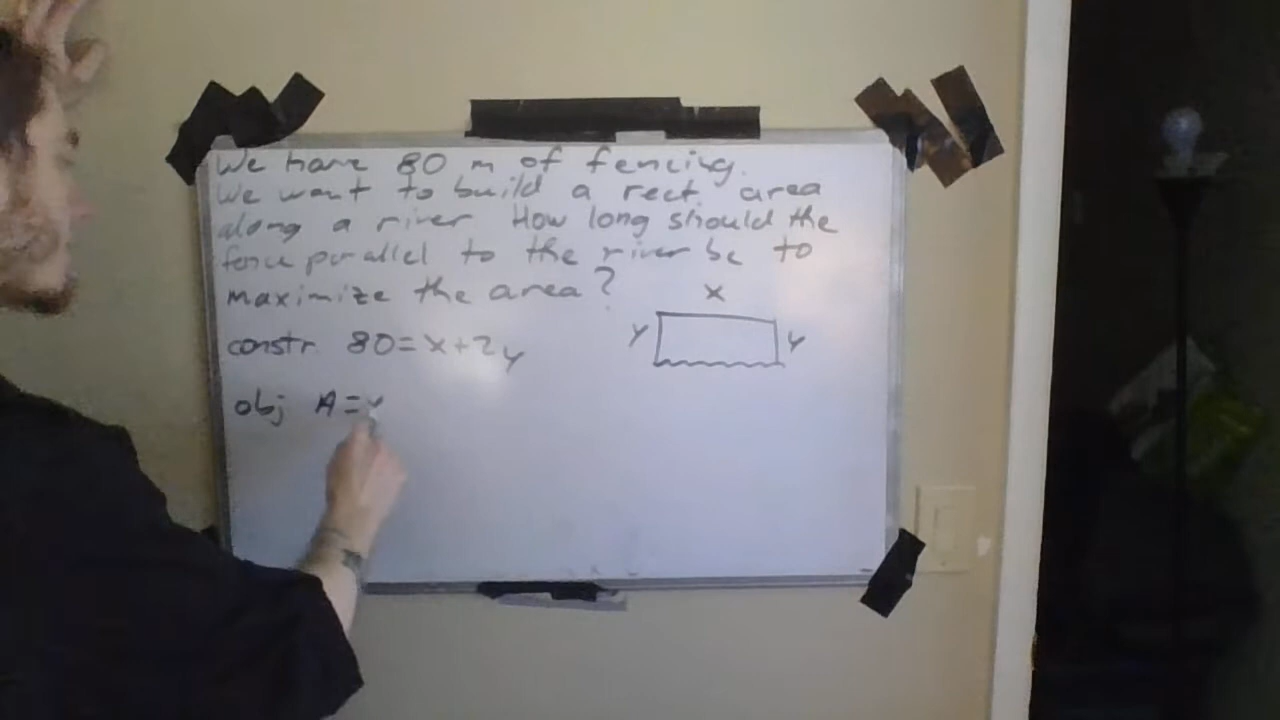 We have 80 m of fencing.
We want to build a rect. area
along a river How long should the
fence parallel to the river be to
maximize the area?
x
y y
constr 80=x+2y
obj A=